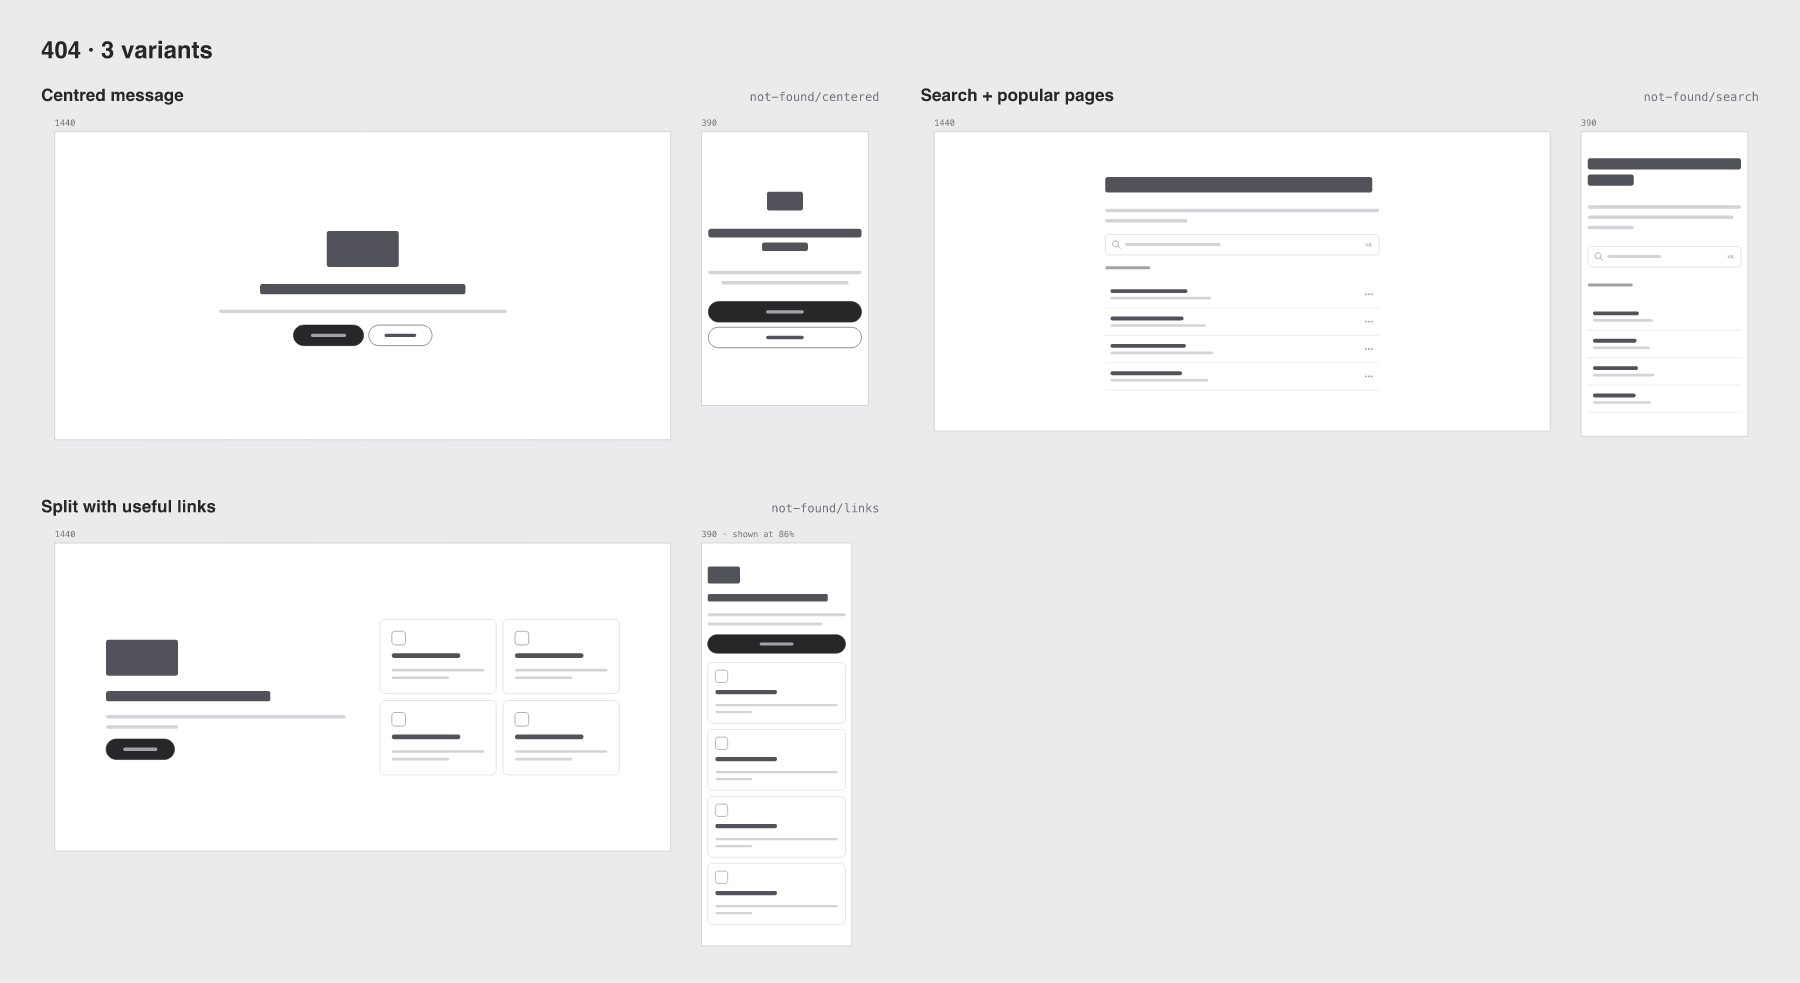 404 · 3 variants
Centred message
not-found/centered
1440
390
⌘K
Search + popular pages
not-found/search
1440
390
⌘K
Split with useful links
not-found/links
1440
390 · shown at 86%